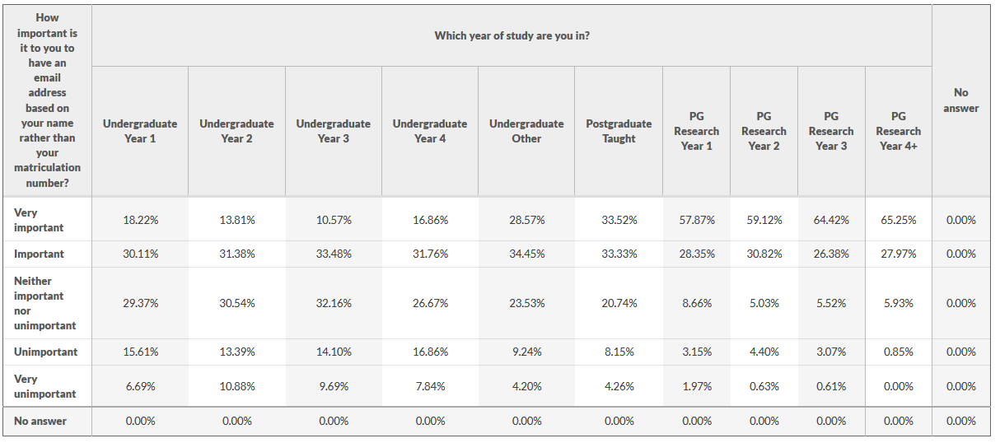 How
important is
it to you to
have an
email
address
based on
your name
rather than
your
matriculation
number?
Which year of study are you in?
No
answer
Undergraduate
Year 1
Undergraduate
Year 2
Undergraduate
Year 3
Undergraduate
Year 4
Undergraduate
Other
Postgraduate
Taught
PG
Research
Year 1
PG
Research
Year 2
PG
Research
Year 3
PG
Research
Year 4+
Very
important
18.22% 13.81% 10.57% 16.86% 28.57% 33.52% 57.87% 59.12% 64.42% 65.25% 0.00%
Important 30.11% 31.38% 33.48% 31.76% 34.45% 33.33% 28.35% 30.82% 26.38% 27.97% 0.00%
Neither
important
nor
unimportant
29.37% 30.54% 32.16% 26.67% 23.53% 20.74% 8.66% 5.03% 5.52% 5.93% 0.00%
Unimportant 15.61% 13.39% 14.10% 16.86% 9.24% 8.15% 3.15% 4.40% 3.07% 0.85% 0.00%
Very
unimportant
6.69% 10.88% 9.69% 7.84% 4.20% 4.26% 1.97% 0.63% 0.61% 0.00% 0.00%
No answer 0.00% 0.00% 0.00% 0.00% 0.00% 0.00% 0.00% 0.00% 0.00% 0.00% 0.00%